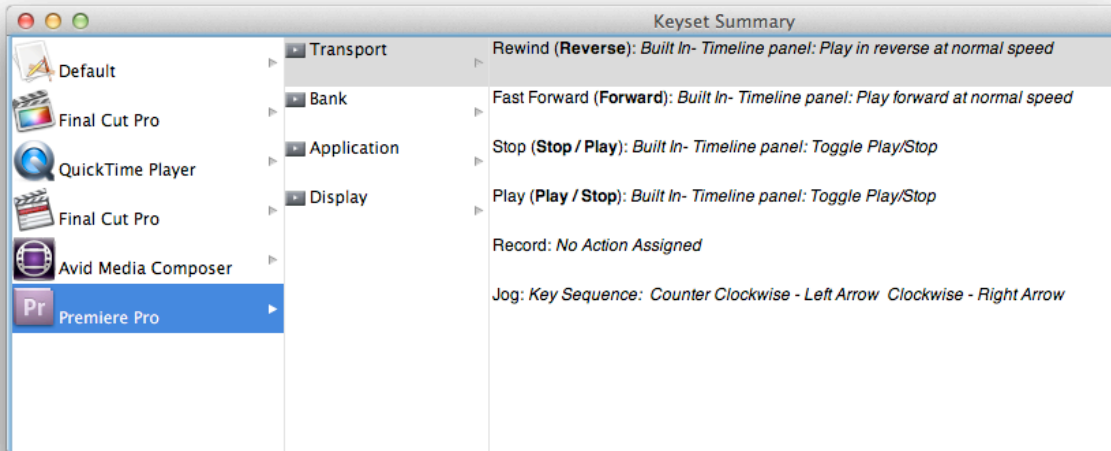 Keyset Summary
Default
Final Cut Pro
QuickTime Player
Final Cut Pro
Avid Media Composer
Pr
Premiere Pro
Transport
Bank
Application
Display
Rewind (Reverse): Built In- Timeline panel: Play in reverse at normal speed
Fast Forward (Forward): Built In- Timeline panel: Play forward at normal speed
Stop (Stop / Play): Built In- Timeline panel: Toggle Play/Stop
Play (Play / Stop): Built In- Timeline panel: Toggle Play/Stop
Record: No Action Assigned
Jog: Key Sequence:  Counter Clockwise - Left Arrow  Clockwise - Right Arrow